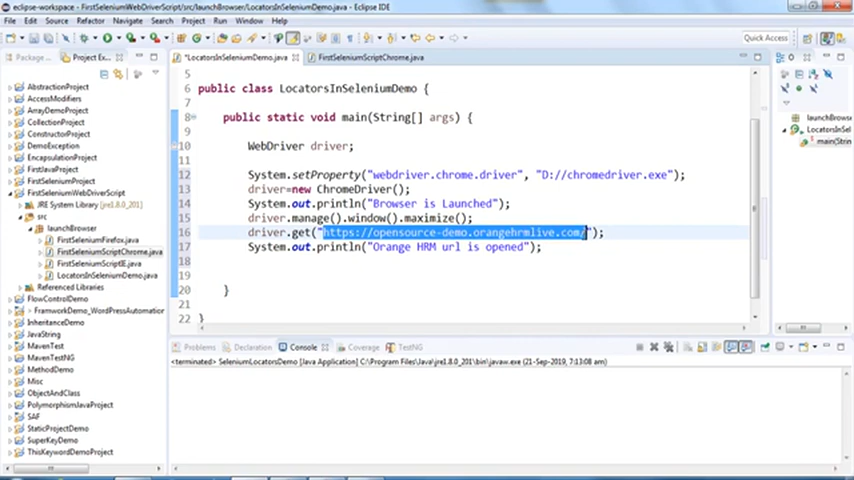 eclipse-workspace - FirstSeleniumWebDriverScript/src/launchBrowser/LocatorsInSeleniumDemo.java - Eclipse IDE
File Edit Source Refactor Navigate Search Project Run Window Help
Quick Access
Package...
Project Ex...
*LocatorsInSeleniumDemo.java
FirstSeleniumScriptChrome.java
AbstractionProject
AccessModifiers
ArrayDemoProject
CollectionProject
ConstructorProject
DemoException
EncapsulationProject
FirstJavaProject
FirstSeleniumProject
FirstSeleniumWebDriverScript
JRE System Library [jre1.8.0_201]
src
launchBrowser
FirstSeleniumFirefox.java
FirstSeleniumScriptChrome.java
FirstSeleniumScriptIE.java
LocatorsInSeleniumDemo.java
Referenced Libraries
FlowControlDemo
FramworkDemo_WordPressAutomation
InheritanceDemo
JavaString
MavenTest
MavenTestNG
MethodDemo
Misc
ObjectAndClass
PolymorphismJavaProject
SAF
StaticProjectDemo
SuperKeyDemo
ThisKeywordDemo
5
6 public class LocatorsInSeleniumDemo {
7
8 public static void main(String[] args) {
9
10 WebDriver driver;
11
12 System.setProperty("webdriver.chrome.driver", "D://chromedriver.exe");
13 driver=new ChromeDriver();
14 System.out.println("Browser is Launched");
15 driver.manage().window().maximize();
16 driver.get("https://opensource-demo.orangehrmlive.com/");
17 System.out.println("Orange HRM url is opened");
18
19
20 }
21
22 }
launchBrowser
LocatorsInSe
main(Strin
Problems Declaration Console Coverage TestNG
<terminated> SeleniumLocatorsDemo [Java Application] C:\Program Files\Java\jre1.8.0_201\bin\javaw.exe (21-Sep-2019, 7:13:08 am)